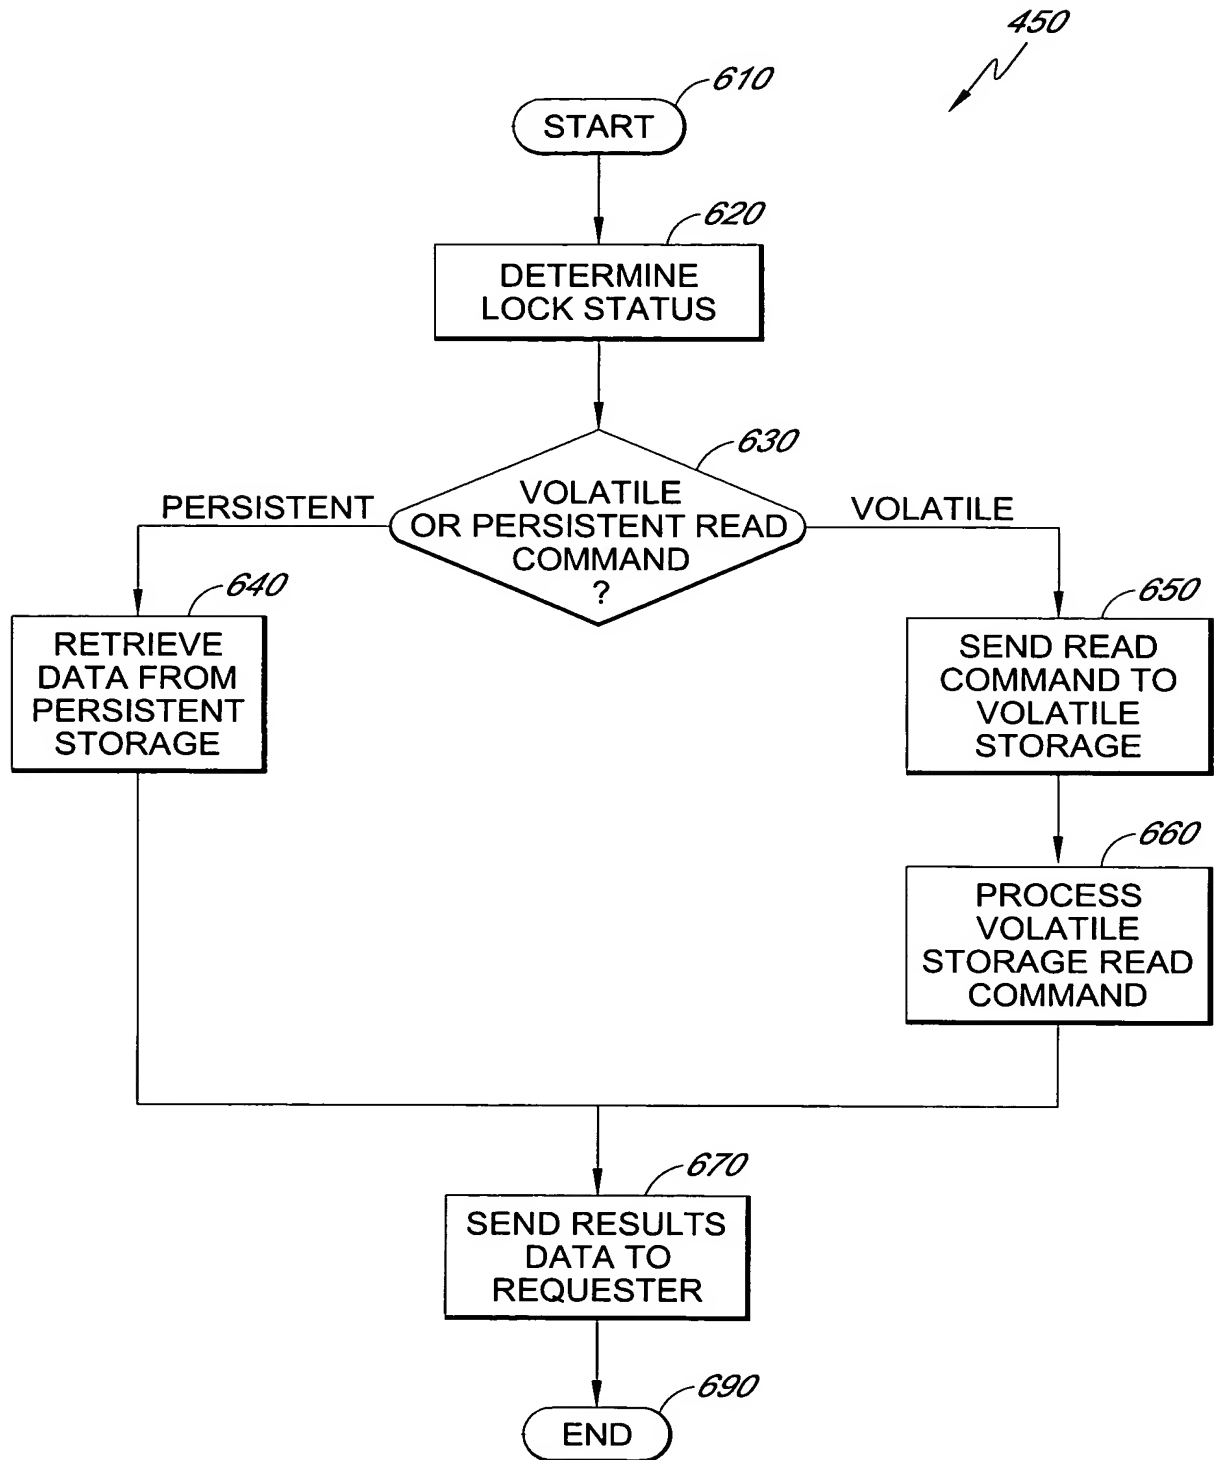 450
610
START
620
DETERMINE
LOCK STATUS
630
VOLATILE
OR PERSISTENT READ
COMMAND
?
PERSISTENT
VOLATILE
640
RETRIEVE
DATA FROM
PERSISTENT
STORAGE
650
SEND READ
COMMAND TO
VOLATILE
STORAGE
660
PROCESS
VOLATILE
STORAGE READ
COMMAND
670
SEND RESULTS
DATA TO
REQUESTER
690
END